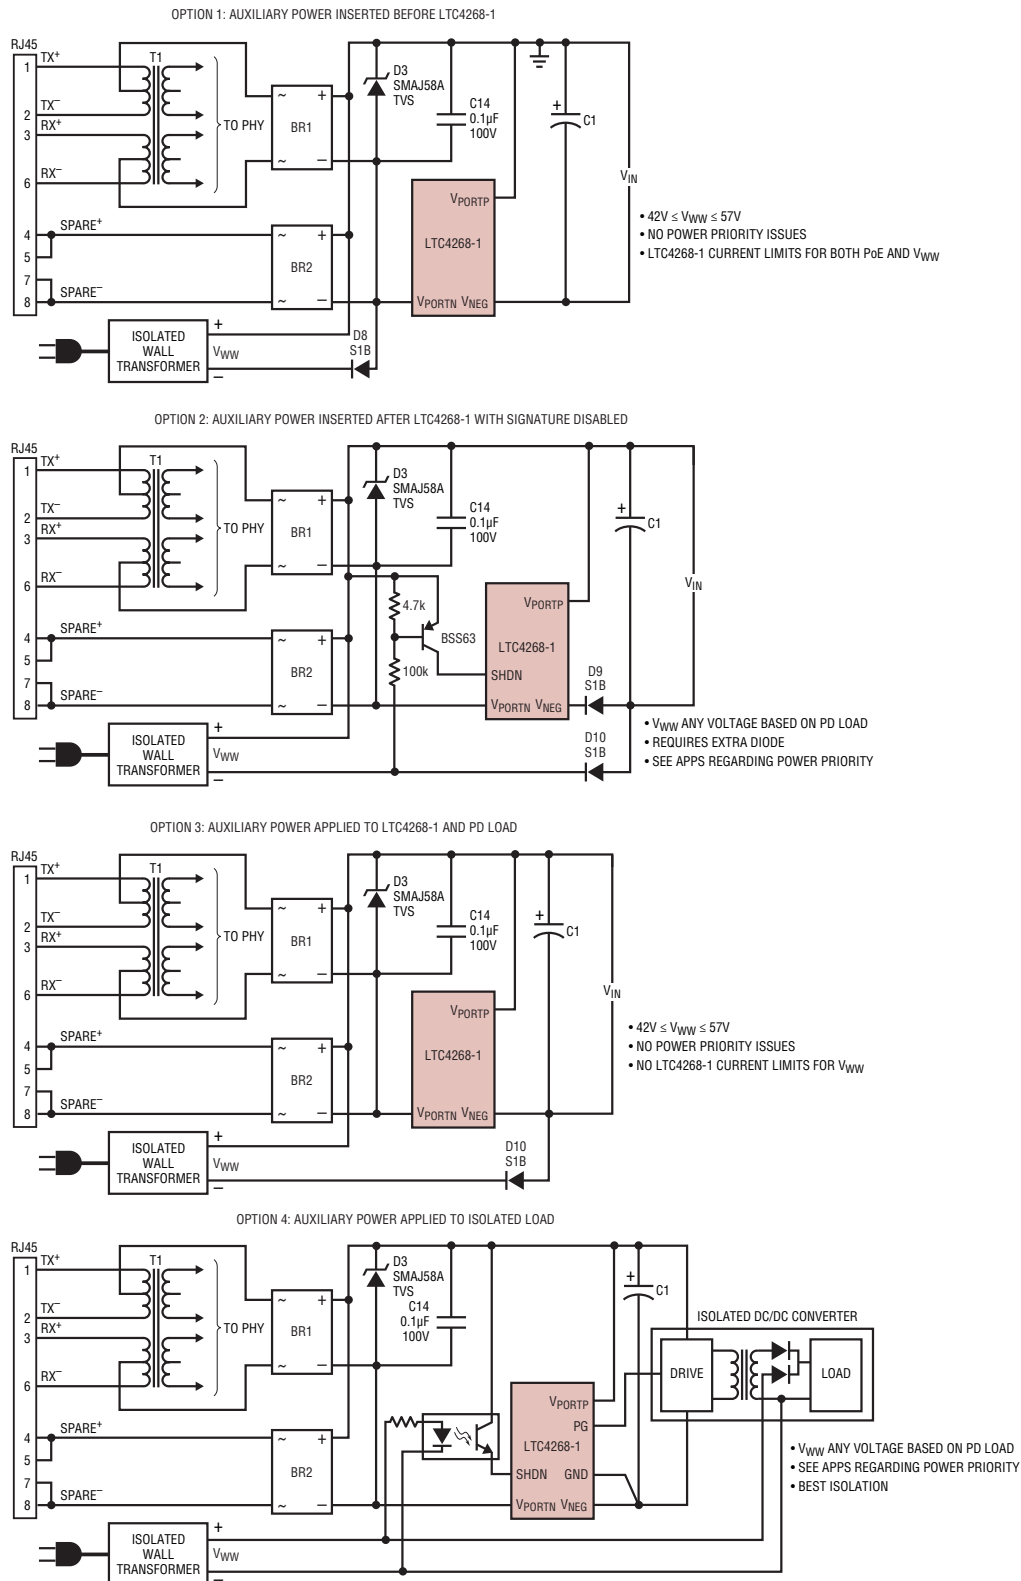 OPTION 1: AUXILIARY POWER INSERTED BEFORE LTC4268-1
RJ45
1
TX+
2
TX–
3
RX+
6
RX–
4
SPARE+
5
7
8
SPARE–
T1
TO PHY
~ +
BR1
~ –
~ +
BR2
~ –
D3
SMAJ58A
TVS
C14
0.1µF
100V
+
C1
VPORTP
LTC4268-1
VPORTN VNEG
VIN
ISOLATED
WALL
TRANSFORMER
+
VWW
–
D8
S1B
• 42V ≤ VWW ≤ 57V
• NO POWER PRIORITY ISSUES
• LTC4268-1 CURRENT LIMITS FOR BOTH PoE AND VWW
OPTION 2: AUXILIARY POWER INSERTED AFTER LTC4268-1 WITH SIGNATURE DISABLED
RJ45
1
TX+
2
TX–
3
RX+
6
RX–
4
SPARE+
5
7
8
SPARE–
T1
TO PHY
~ +
BR1
~ –
~ +
BR2
~ –
D3
SMAJ58A
TVS
C14
0.1µF
100V
+
C1
4.7k
BSS63
100k
VPORTP
LTC4268-1
SHDN
VPORTN VNEG
D9
S1B
VIN
ISOLATED
WALL
TRANSFORMER
+
VWW
–
D10
S1B
• VWW ANY VOLTAGE BASED ON PD LOAD
• REQUIRES EXTRA DIODE
• SEE APPS REGARDING POWER PRIORITY
OPTION 3: AUXILIARY POWER APPLIED TO LTC4268-1 AND PD LOAD
RJ45
1
TX+
2
TX–
3
RX+
6
RX–
4
SPARE+
5
7
8
SPARE–
T1
TO PHY
~ +
BR1
~ –
~ +
BR2
~ –
D3
SMAJ58A
TVS
C14
0.1µF
100V
+
C1
VPORTP
LTC4268-1
VPORTN VNEG
VIN
ISOLATED
WALL
TRANSFORMER
+
VWW
–
D10
S1B
• 42V ≤ VWW ≤ 57V
• NO POWER PRIORITY ISSUES
• NO LTC4268-1 CURRENT LIMITS FOR VWW
OPTION 4: AUXILIARY POWER APPLIED TO ISOLATED LOAD
RJ45
1
TX+
2
TX–
3
RX+
6
RX–
4
SPARE+
5
7
8
SPARE–
T1
TO PHY
~ +
BR1
~ –
~ +
BR2
~ –
D3
SMAJ58A
TVS
C14
0.1µF
100V
+
C1
ISOLATED DC/DC CONVERTER
DRIVE
LOAD
VPORTP
PG
LTC4268-1
SHDN GND
VPORTN VNEG
ISOLATED
WALL
TRANSFORMER
+
VWW
–
• VWW ANY VOLTAGE BASED ON PD LOAD
• SEE APPS REGARDING POWER PRIORITY
• BEST ISOLATION